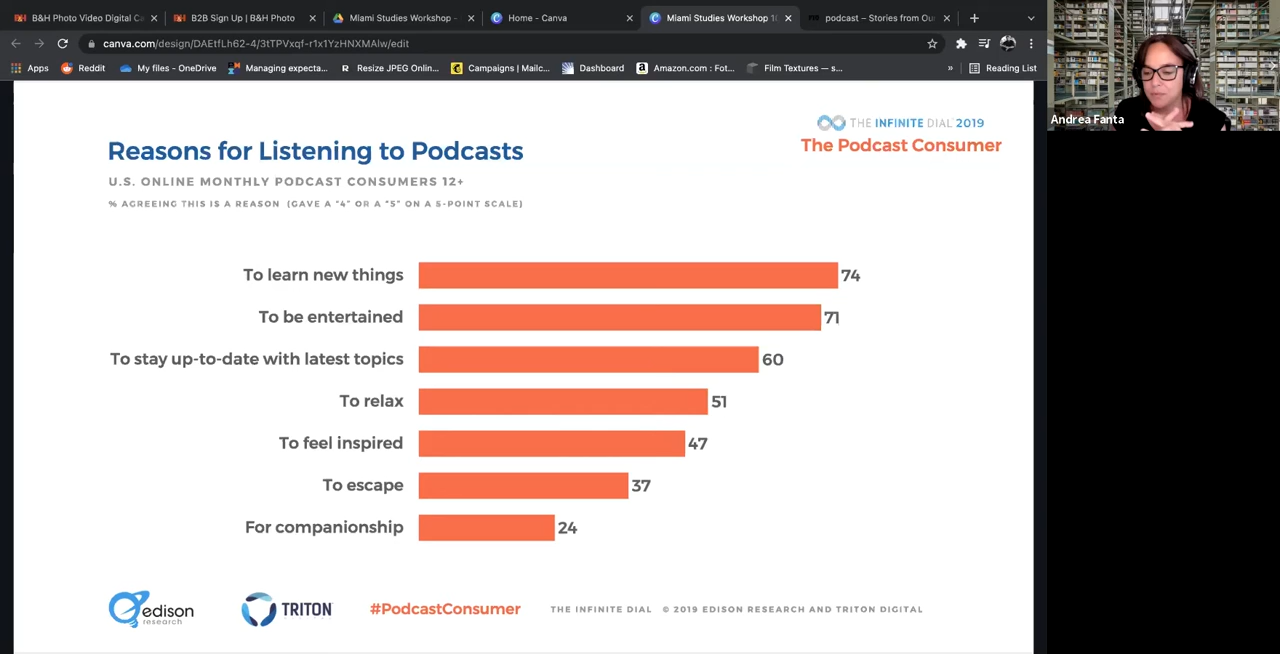 B&H Photo Video Digital Ca
B2B Sign Up | B&H Photo
Miami Studies Workshop -
Home - Canva
Miami Studies Workshop 10
podcast – Stories from Our
canva.com/design/DAEtfLh62-4/3tTPVxqf-r1x1YzHNXMAlw/edit
Apps
Reddit
My files - OneDrive
Managing expecta...
Resize JPEG Onlin...
Campaigns | Mailc...
Dashboard
Amazon.com : Fot...
Film Textures — s...
»
Reading List
Andrea Fanta
THE INFINITE DIAL 2019
The Podcast Consumer
Reasons for Listening to Podcasts
U.S. ONLINE MONTHLY PODCAST CONSUMERS 12+
% AGREEING THIS IS A REASON (GAVE A "4" OR A "5" ON A 5-POINT SCALE)
To learn new things 74
To be entertained 71
To stay up-to-date with latest topics 60
To relax 51
To feel inspired 47
To escape 37
For companionship 24
edison
research
TRITON
#PodcastConsumer
THE INFINITE DIAL © 2019 EDISON RESEARCH AND TRITON DIGITAL